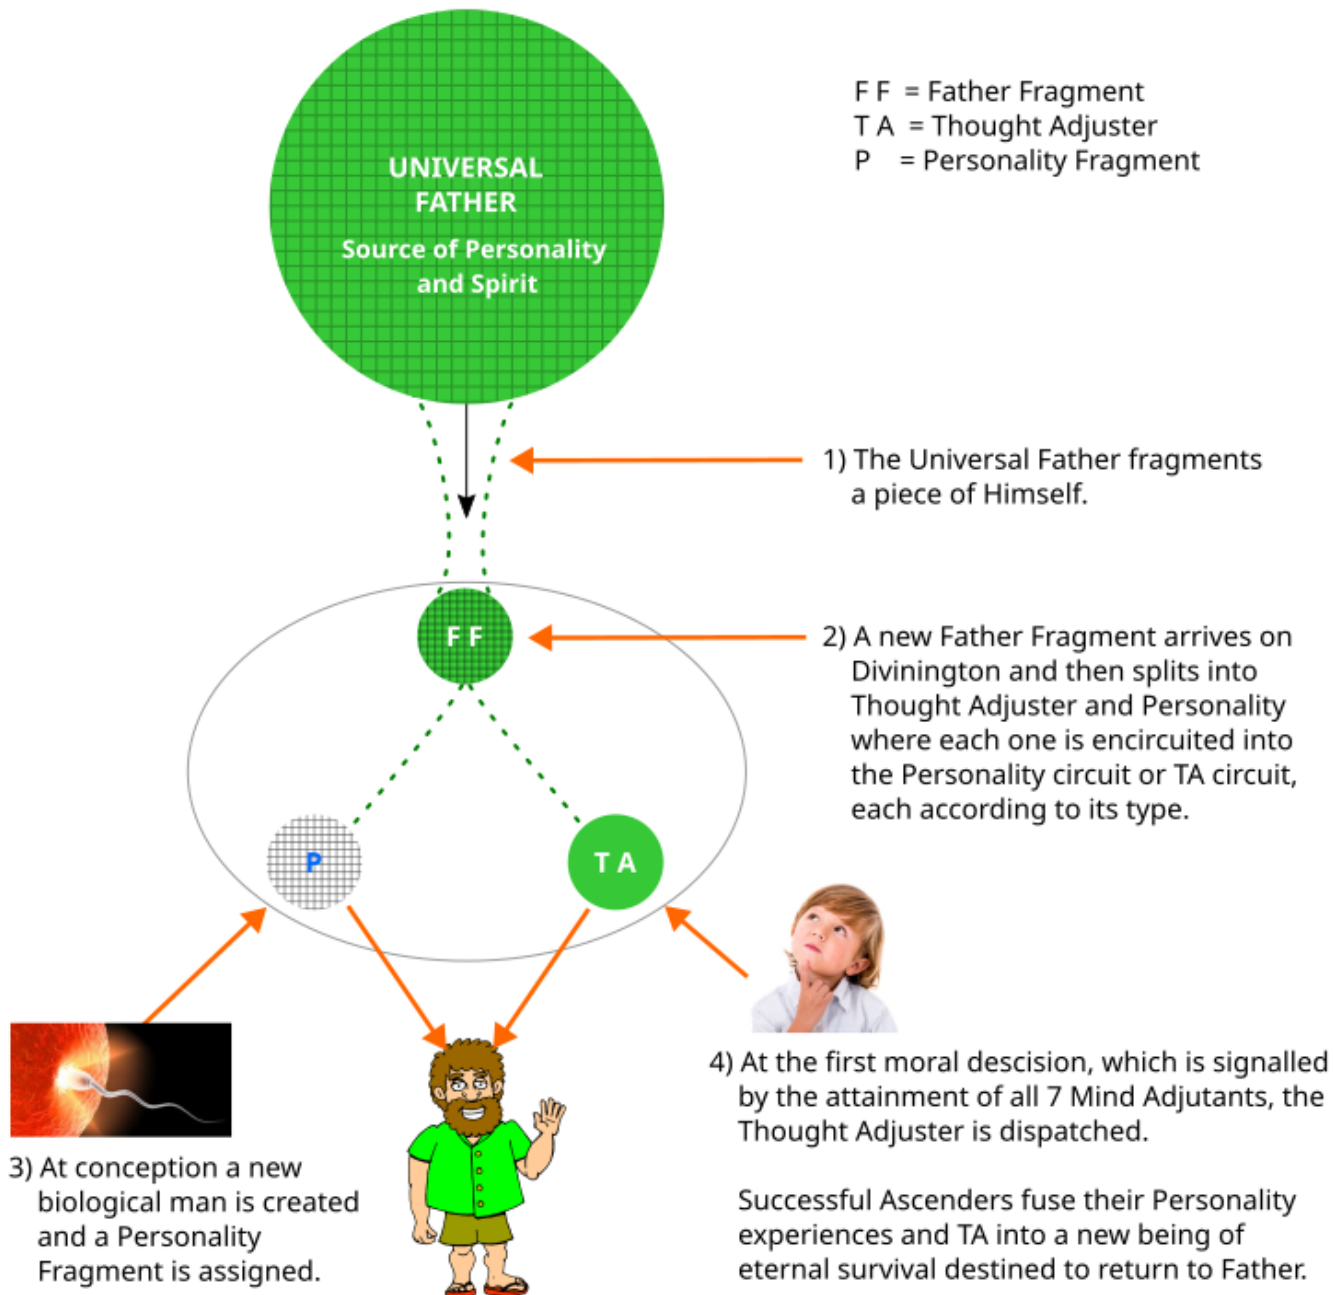 UNIVERSAL
FATHER
Source of Personality
and Spirit
F F = Father Fragment
T A = Thought Adjuster
P = Personality Fragment
1) The Universal Father fragments
a piece of Himself.
F F
2) A new Father Fragment arrives on
Divinington and then splits into
Thought Adjuster and Personality
where each one is encircuited into
the Personality circuit or TA circuit,
each according to its type.
P
T A
3) At conception a new
biological man is created
and a Personality
Fragment is assigned.
4) At the first moral descision, which is signalled
by the attainment of all 7 Mind Adjutants, the
Thought Adjuster is dispatched.
Successful Ascenders fuse their Personality
experiences and TA into a new being of
eternal survival destined to return to Father.